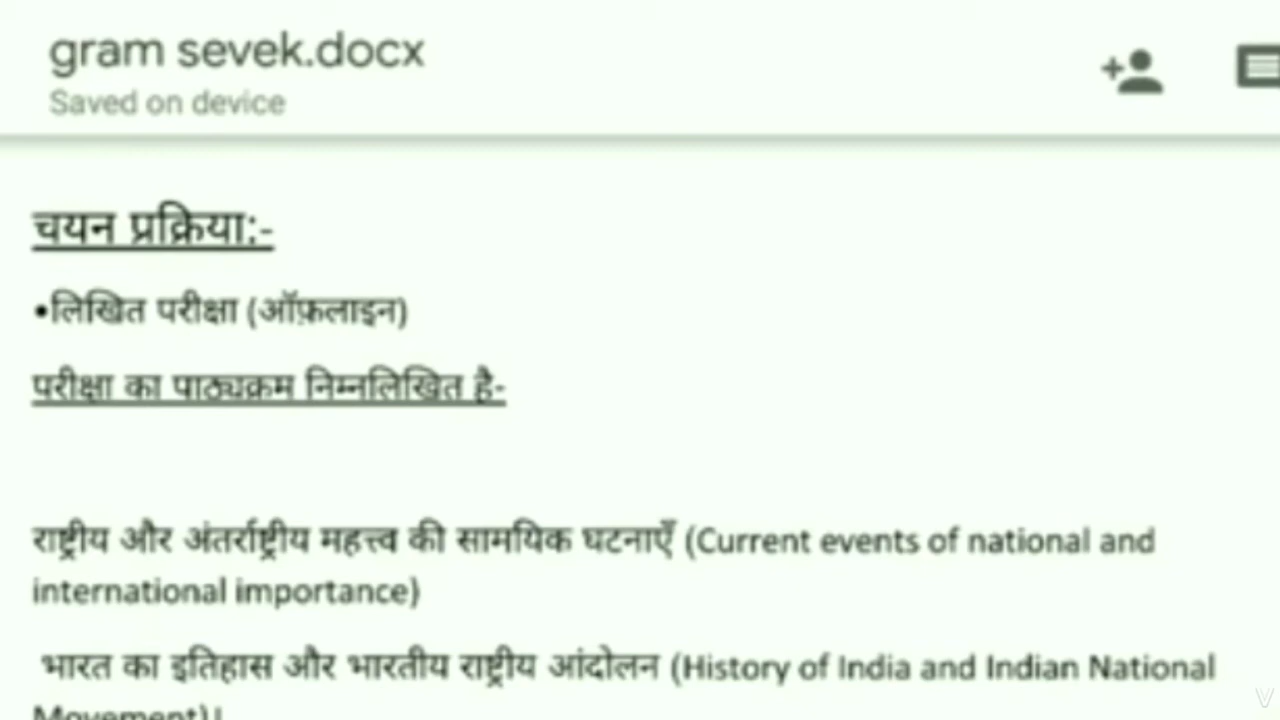 gram sevek.docx
Saved on device
चयन प्रक्रिया:-
•लिखित परीक्षा (ऑफ़लाइन)
परीक्षा का पाठ्यक्रम निम्नलिखित है-
राष्ट्रीय और अंतर्राष्ट्रीय महत्त्व की सामयिक घटनाएँ (Current events of national and
international importance)
भारत का इतिहास और भारतीय राष्ट्रीय आंदोलन (History of India and Indian National
Movement)|
V